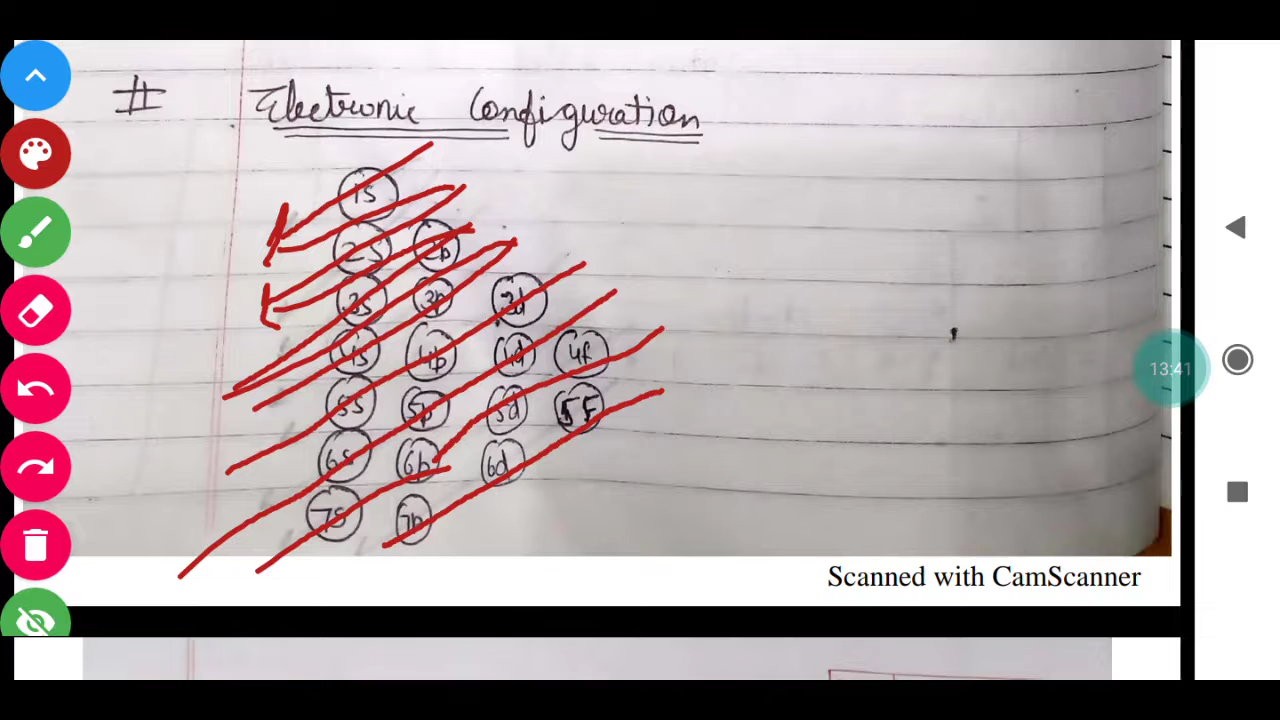 # Electronic Configuration
1s
2s 2p
3s 3p 3d
4s 4p 4d 4f
5s 5p 5d 5F
6s 6p 6d
7s 7p
13:41
Scanned with CamScanner